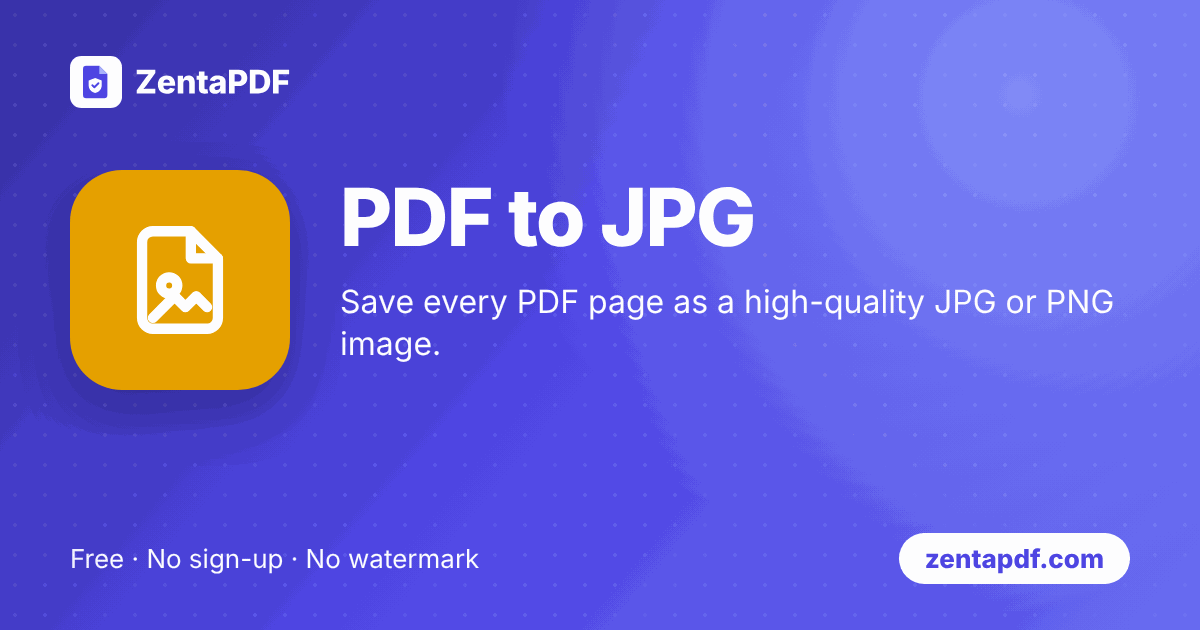 ZentaPDF
PDF to JPG
Save every PDF page as a high-quality JPG or PNG
image.
Free · No sign-up · No watermark
zentapdf.com